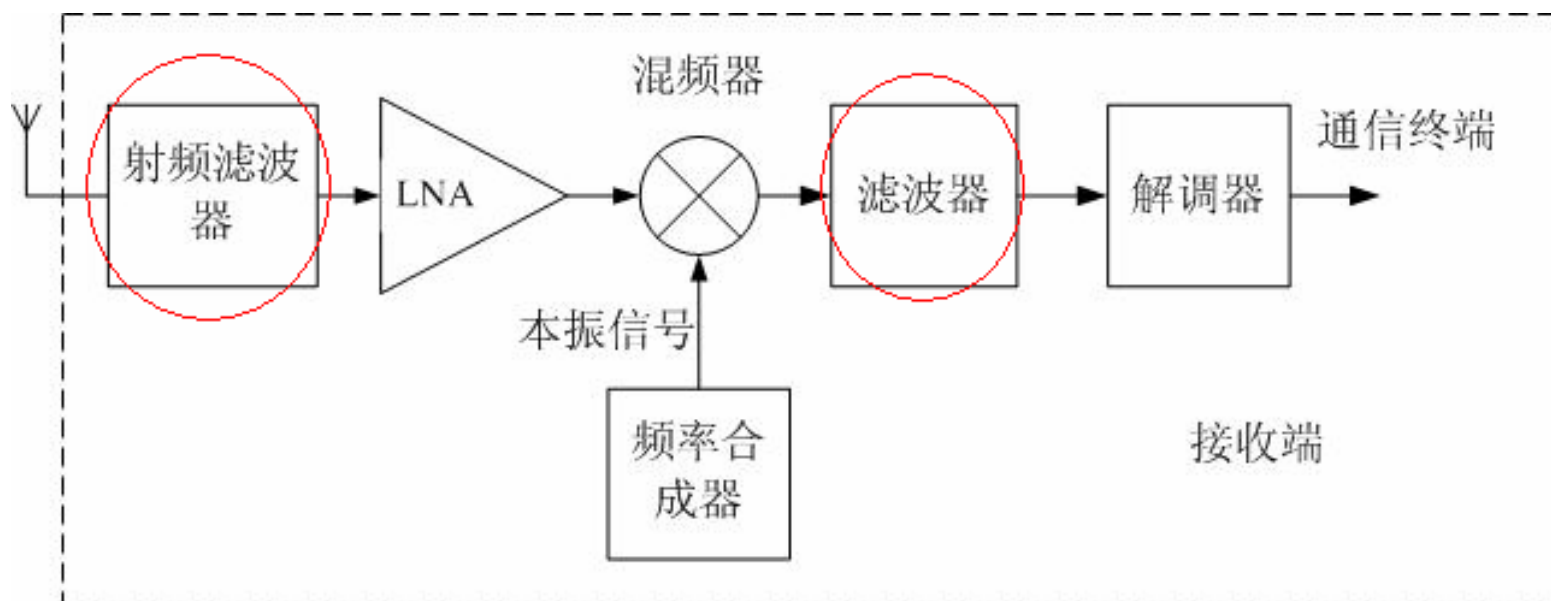 混频器
射频滤波
器
LNA
滤波器
解调器
通信终端
本振信号
频率合
成器
接收端